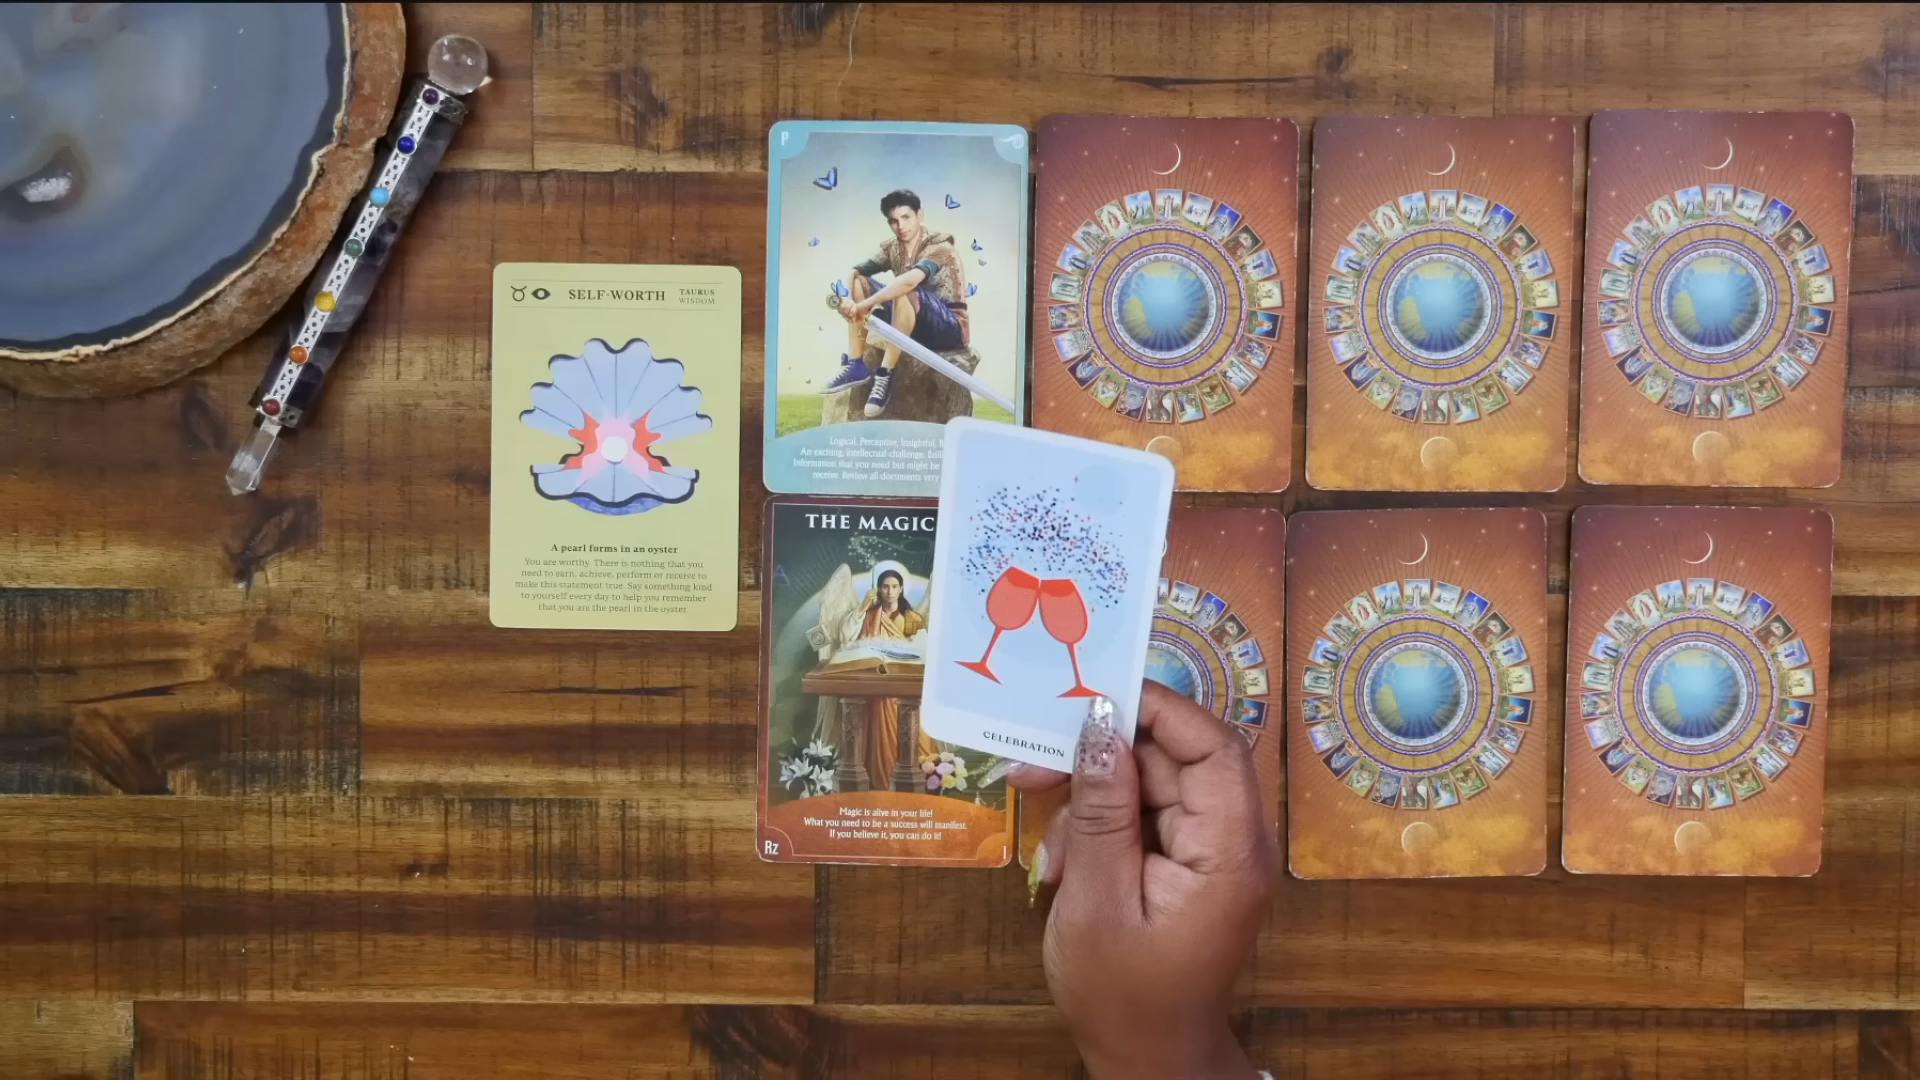 SELF-WORTH
TAURUS
WISDOM
A pearl forms in an oyster
You are worthy. There is nothing that you
need to earn, achieve, perform or receive to
make this statement true. Say something kind
to yourself every day to help you remember
that you are the pearl in the oyster
P
Logical, Perceptive, Insightful,
An exciting, intellectual challenge.
Information that you need but might be
receive. Review all documents very
THE MAGIC
Magic is alive in your life!
What you need to be a success will manifest.
If you believe it, you can do it!
Rz
I
CELEBRATION